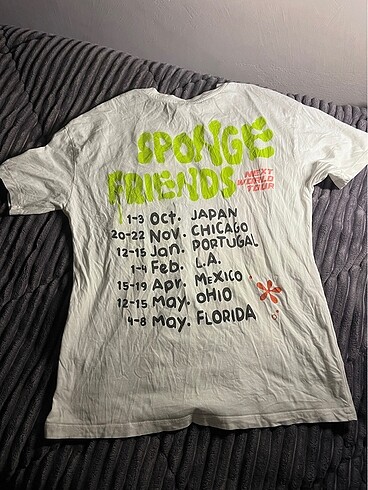 SPONGE
FRIENDS
NEXT
WORLD
TOUR
1-3 Oct. JAPAN
20-22 Nov. CHICAGO
12-15 Jan. PORTUGAL
1-4 Feb. L.A.
15-19 Apr. MEXICO
12-15 May. OHIO
4-8 May. FLORIDA